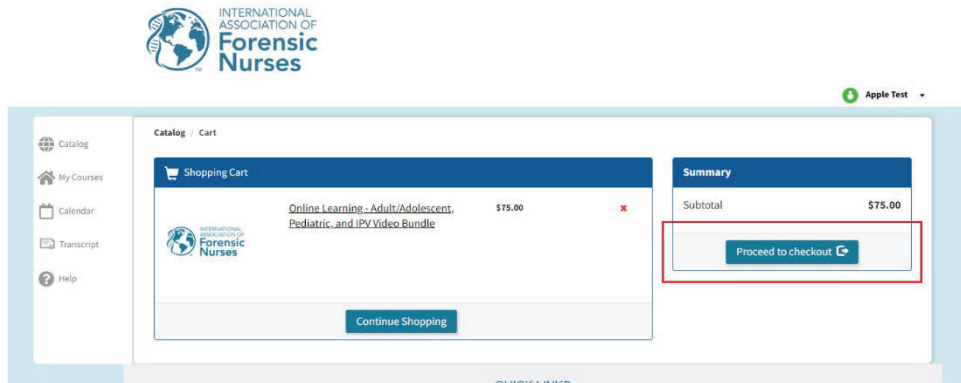 INTERNATIONAL
ASSOCIATION OF
Forensic
Nurses
Apple Test
Catalog
My Courses
Calendar
Transcript
Help
Catalog / Cart
Shopping Cart
INTERNATIONAL
ASSOCIATION OF
Forensic
Nurses
Online Learning - Adult/Adolescent,
Pediatric, and IPV Video Bundle
$75.00
Continue Shopping
Summary
Subtotal $75.00
Proceed to checkout
QUICK LINKS